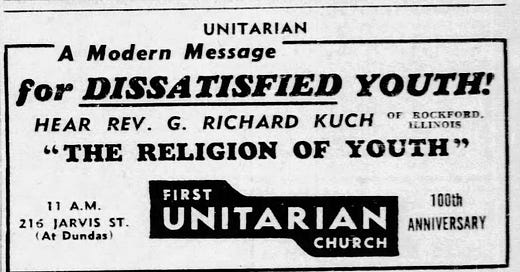 UNITARIAN
A Modern Message
for DISSATISFIED YOUTH!
HEAR REV. G. RICHARD KUCH OF ROCKFORD, ILLINOIS
"THE RELIGION OF YOUTH"
11 A.M.
216 JARVIS ST.
(At Dundas)
FIRST
UNITARIAN
CHURCH
100th
ANNIVERSARY